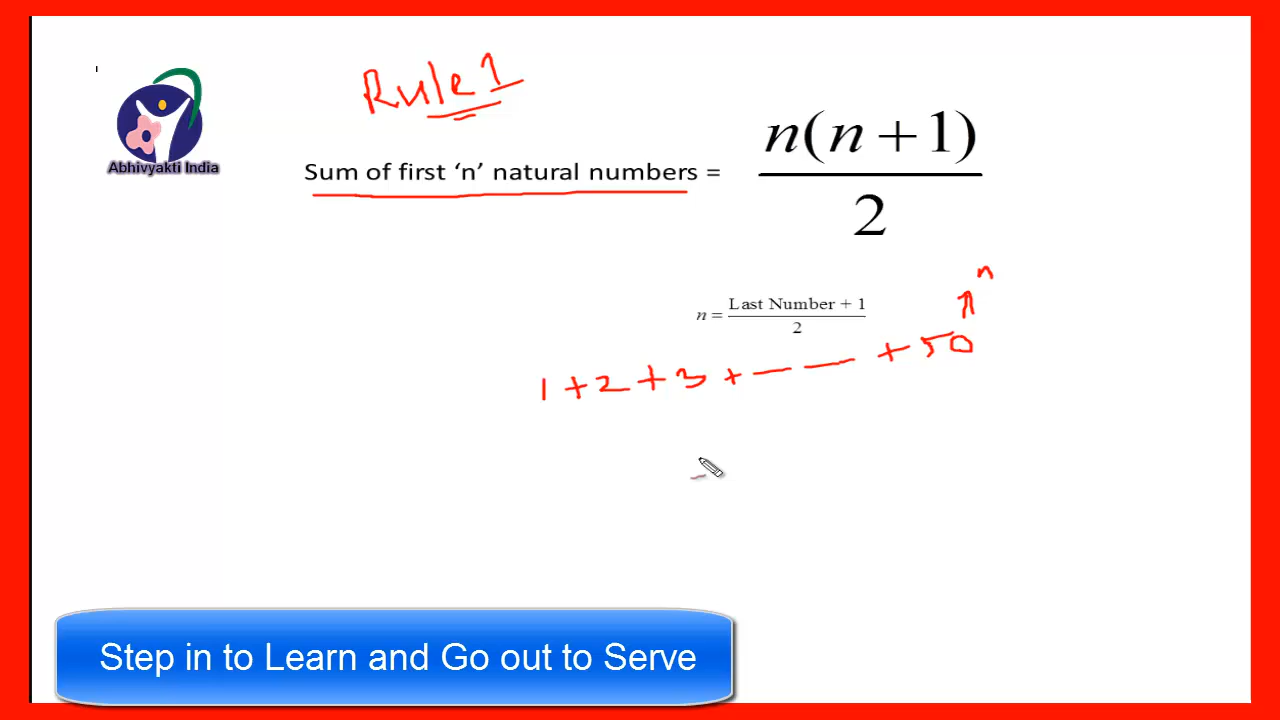 Rule 1
Abhivyakti India
Sum of first ‘n’ natural numbers = n(n+1)/2
n
n = Last Number + 1/2
1 + 2 + 3 + — — + 50
Step in to Learn and Go out to Serve